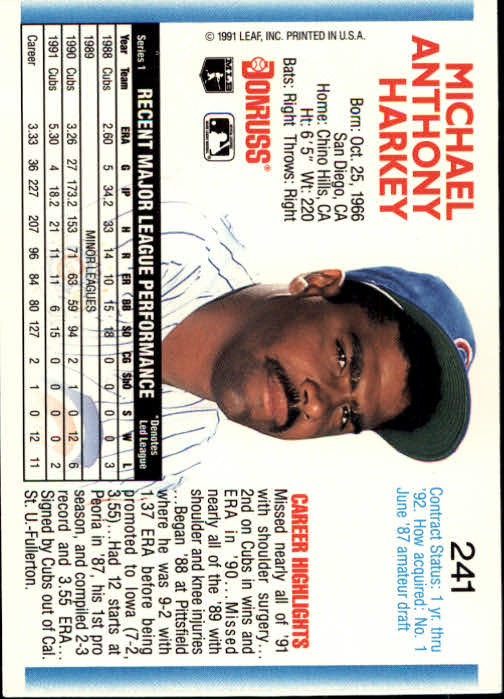 MICHAEL
ANTHONY
HARKEY
241
Born: Oct. 25, 1966
San Diego, CA
Home: Chino Hills, CA
Ht: 6' 5" Wt: 220
Bats: Right Throws: Right
DONRUSS®
MLB
© 1991 LEAF, INC. PRINTED IN U.S.A.
Contract Status: 1 yr. thru
'92. How acquired: No. 1
June '87 amateur draft
CAREER HIGHLIGHTS
Missed nearly all of '91
with shoulder surgery...
2nd on Cubs in wins and
ERA in '90... Missed
nearly all of the '89 with
shoulder and knee injuries
...Began '88 at Pittsfield
where he was 9-2 with
1.37 ERA before being
promoted to Iowa (7-2,
3.55)...Had 12 starts at
Peoria in '87, his 1st pro
season, and compiled 2-3
record and 3.55 ERA...
Signed by Cubs out of Cal.
St. U.-Fullerton.
Series 1 RECENT MAJOR LEAGUE PERFORMANCE *Denotes
Led League
Year Team ERA G IP H R ER BB SO CG ShO S W L
1988 Cubs 2.60 5 34.2 33 14 10 15 18 0 0 0 0 3
1989 MINOR LEAGUES
1990 Cubs 3.26 27 173.2 153 71 63 59 94 2 1 0 12 6
1991 Cubs 5.30 4 18.2 21 11 11 6 15 0 0 0 0 2
Career 3.33 36 227 207 96 84 80 127 2 1 0 12 11